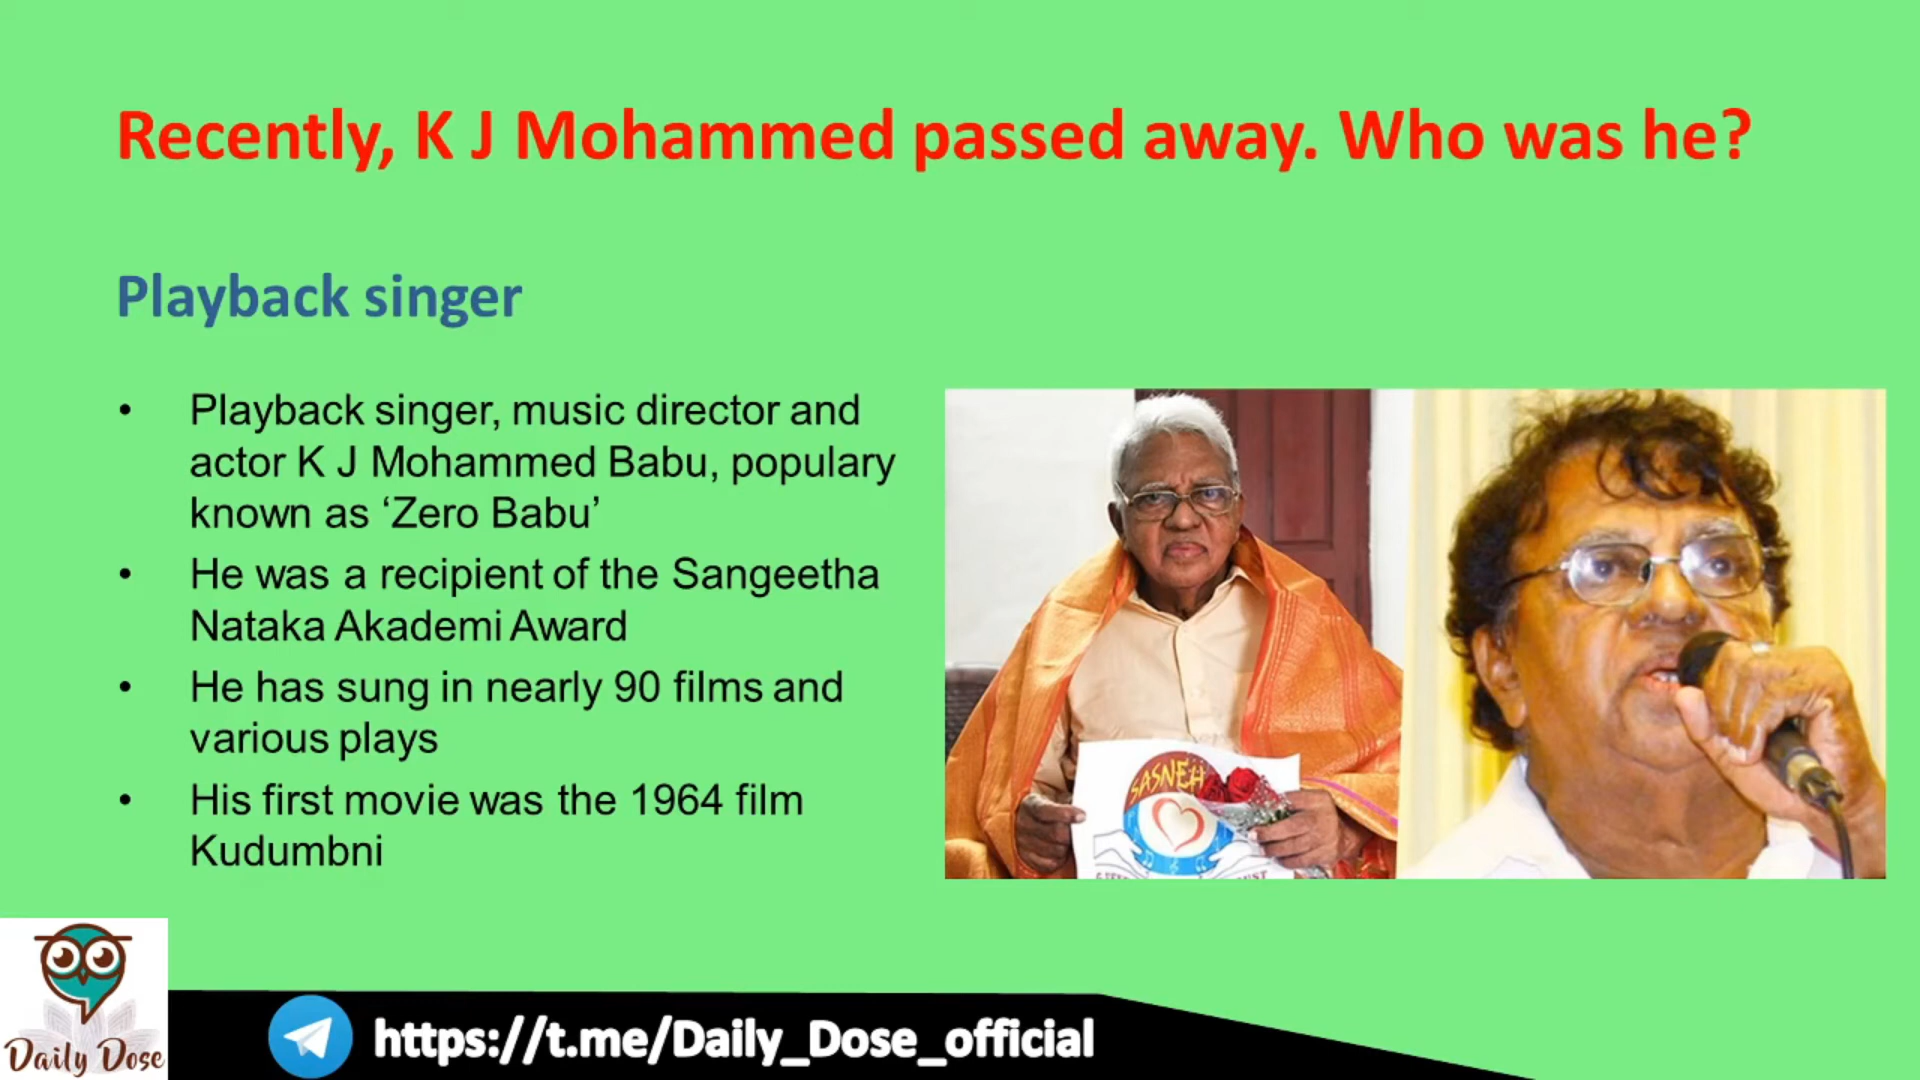 Recently, K J Mohammed passed away. Who was he?
Playback singer
• Playback singer, music director and
actor K J Mohammed Babu, populary
known as ‘Zero Babu’
• He was a recipient of the Sangeetha
Nataka Akademi Award
• He has sung in nearly 90 films and
various plays
• His first movie was the 1964 film
Kudumbni
SASNEH
Daily Dose
https://t.me/Daily_Dose_official